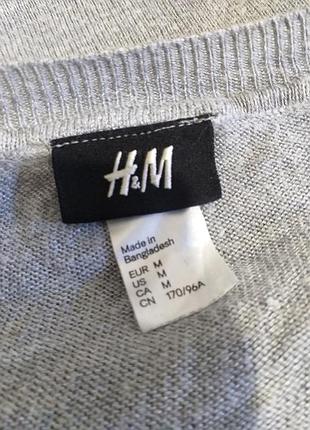 H&M
Made in
Bangladesh
EUR M
US M
CA M
CN 170/96A